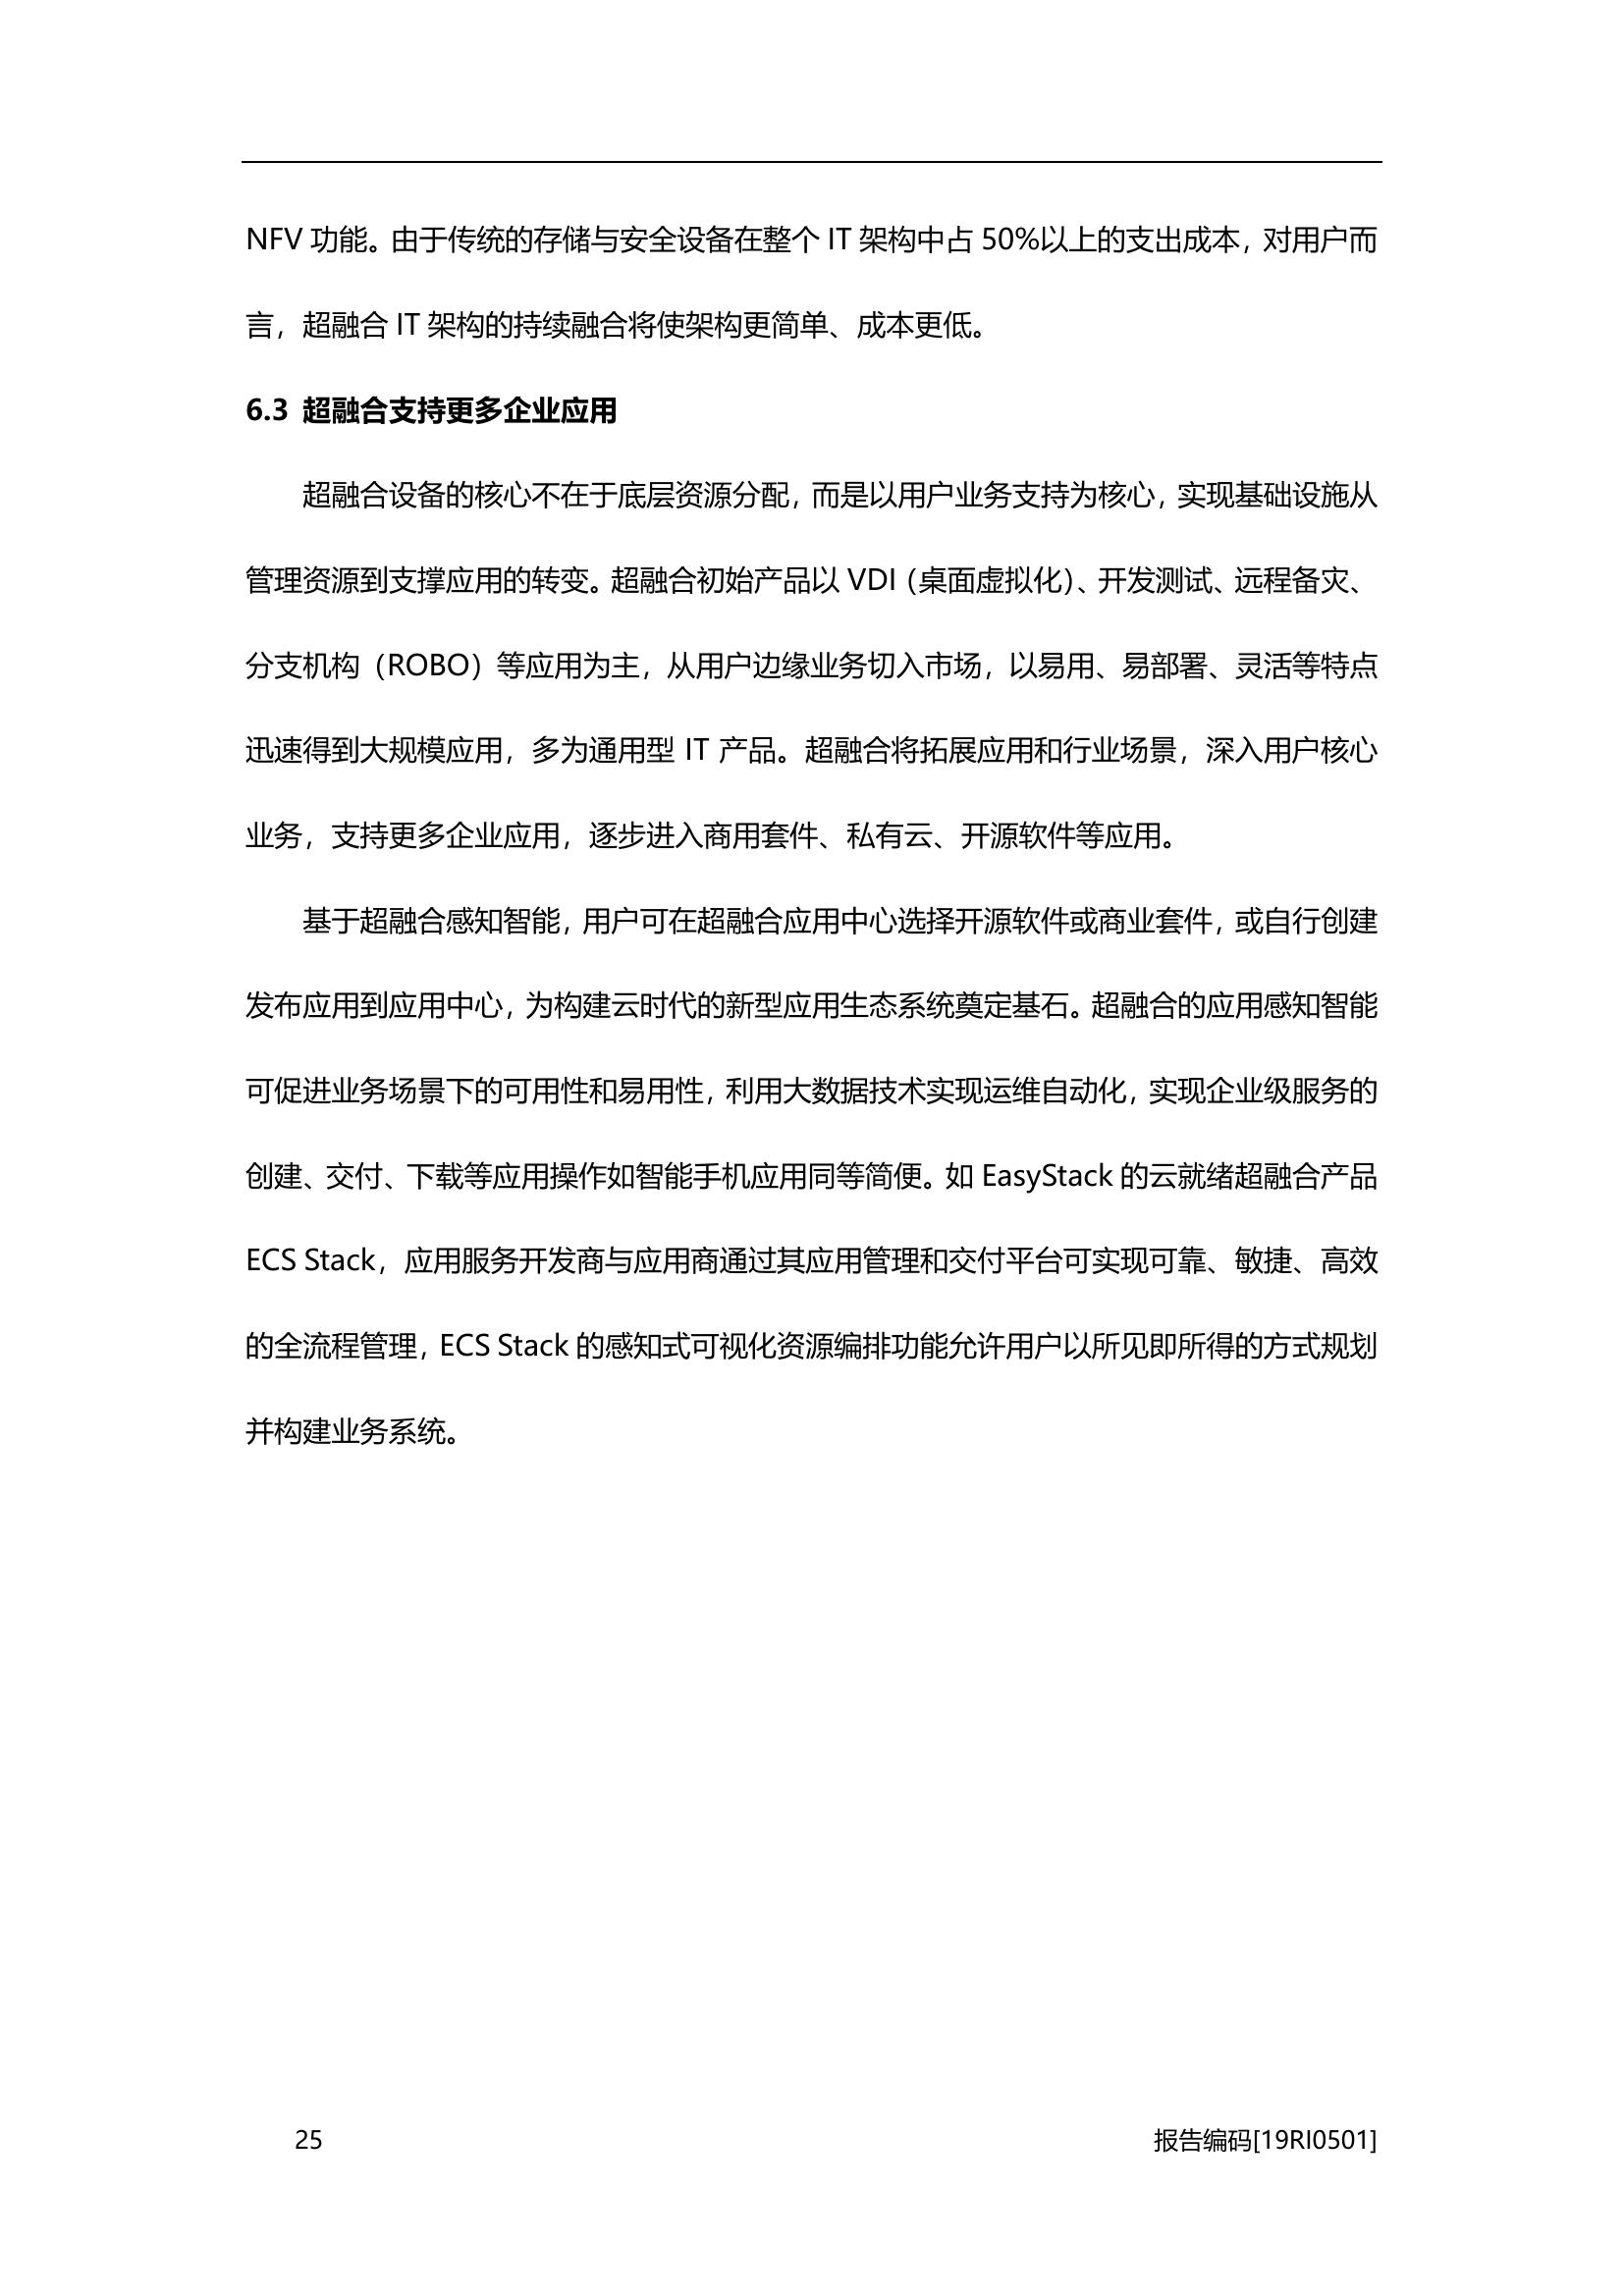 NFV 功能。由于传统的存储与安全设备在整个 IT 架构中占 50%以上的支出成本，对用户而
言，超融合 IT 架构的持续融合将使架构更简单、成本更低。
6.3 超融合支持更多企业应用
超融合设备的核心不在于底层资源分配，而是以用户业务支持为核心，实现基础设施从
管理资源到支撑应用的转变。超融合初始产品以 VDI（桌面虚拟化）、开发测试、远程备灾、
分支机构（ROBO）等应用为主，从用户边缘业务切入市场，以易用、易部署、灵活等特点
迅速得到大规模应用，多为通用型 IT 产品。超融合将拓展应用和行业场景，深入用户核心
业务，支持更多企业应用，逐步进入商用套件、私有云、开源软件等应用。
基于超融合感知智能，用户可在超融合应用中心选择开源软件或商业套件，或自行创建
发布应用到应用中心，为构建云时代的新型应用生态系统奠定基石。超融合的应用感知智能
可促进业务场景下的可用性和易用性，利用大数据技术实现运维自动化，实现企业级服务的
创建、交付、下载等应用操作如智能手机应用同等简便。如 EasyStack 的云就绪超融合产品
ECS Stack，应用服务开发商与应用商通过其应用管理和交付平台可实现可靠、敏捷、高效
的全流程管理，ECS Stack 的感知式可视化资源编排功能允许用户以所见即所得的方式规划
并构建业务系统。
25
报告编码[19RI0501]